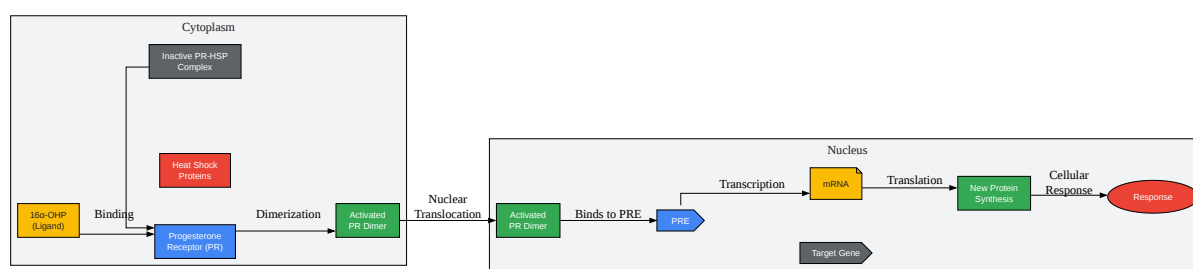 Cytoplasm
Inactive PR-HSP
Complex
Heat Shock
Proteins
16α-OHP
(Ligand)
Binding
Progesterone
Receptor (PR)
Dimerization
Activated
PR Dimer
Nuclear
Translocation
Nucleus
Activated
PR Dimer
Binds to PRE
PRE
Transcription
mRNA
Translation
New Protein
Synthesis
Cellular
Response
Response
Target Gene